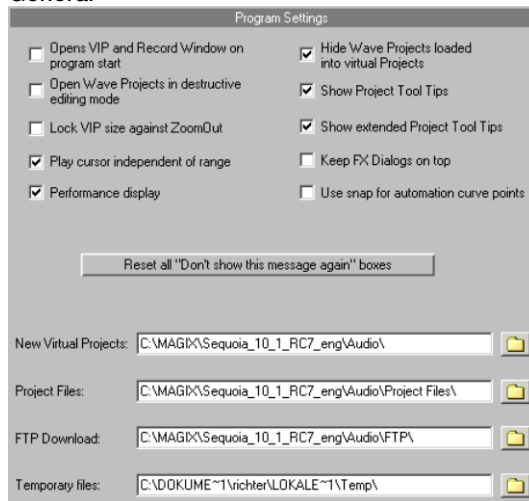 General
Program Settings
Opens VIP and Record Window on
program start
Open Wave Projects in destructive
editing mode
Lock VIP size against ZoomOut
Play cursor independent of range
Performance display
Hide Wave Projects loaded
into virtual Projects
Show Project Tool Tips
Show extended Project Tool Tips
Keep FX Dialogs on top
Use snap for automation curve points
Reset all "Don't show this message again" boxes
New Virtual Projects: C:\MAGIX\Sequoia_10_1_RC7_eng\Audio\
Project Files: C:\MAGIX\Sequoia_10_1_RC7_eng\Audio\Project Files\
FTP Download: C:\MAGIX\Sequoia_10_1_RC7_eng\Audio\FTP\
Temporary files: C:\DOKUME~1\richter\LOKALE~1\Temp\